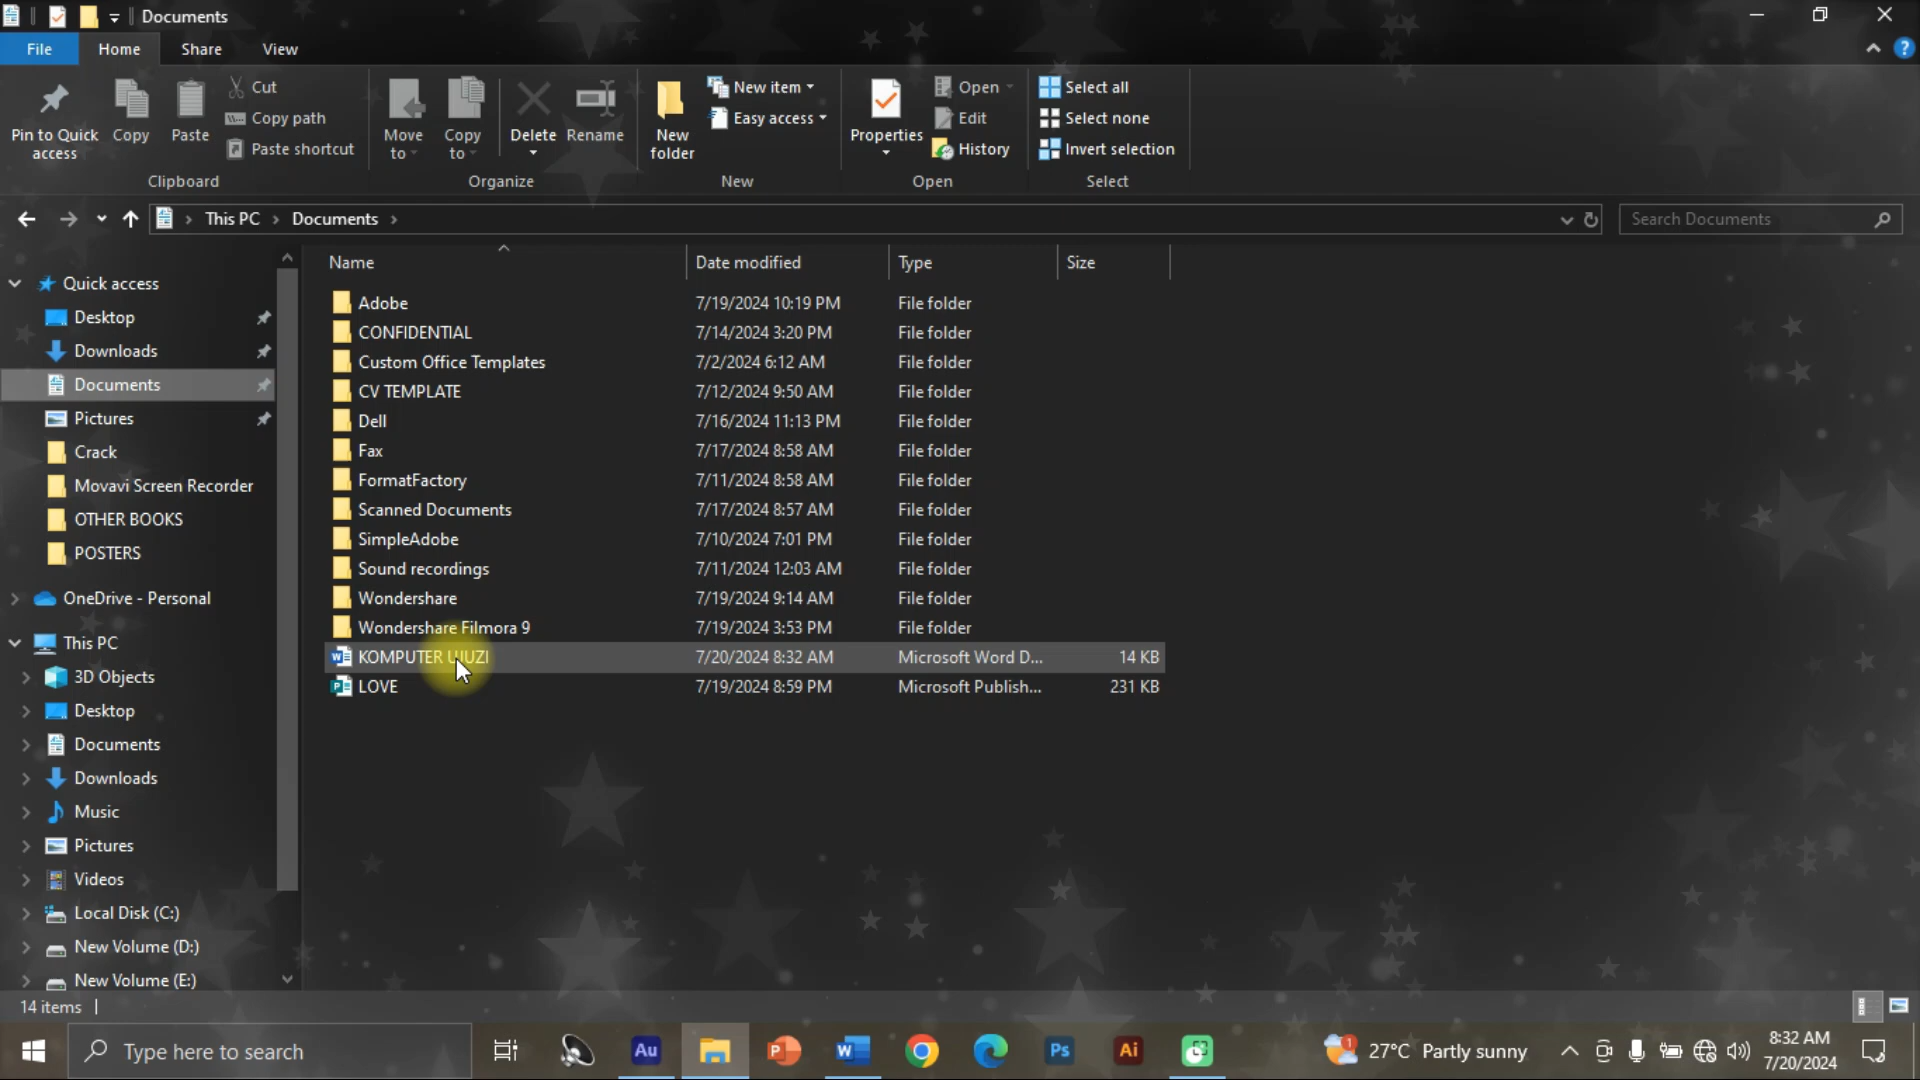 Documents
File Home Share View
Pin to Quick access
Copy
Paste
Cut
Copy path
Paste shortcut
Clipboard
Move to
Copy to
Delete
Rename
Organize
New folder
New item
Easy access
New
Properties
Open
Edit
History
Open
Select all
Select none
Invert selection
Select
This PC Documents
Search Documents
Name Date modified Type Size
Quick access
Desktop
Downloads
Documents
Pictures
Crack
Movavi Screen Recorder
OTHER BOOKS
POSTERS
OneDrive - Personal
This PC
3D Objects
Desktop
Documents
Downloads
Music
Pictures
Videos
Local Disk (C:)
New Volume (D:)
New Volume (E:)
Adobe 7/19/2024 10:19 PM File folder
CONFIDENTIAL 7/14/2024 3:20 PM File folder
Custom Office Templates 7/2/2024 6:12 AM File folder
CV TEMPLATE 7/12/2024 9:50 AM File folder
Dell 7/16/2024 11:13 PM File folder
Fax 7/17/2024 8:58 AM File folder
FormatFactory 7/11/2024 8:58 AM File folder
Scanned Documents 7/17/2024 8:57 AM File folder
SimpleAdobe 7/10/2024 7:01 PM File folder
Sound recordings 7/11/2024 12:03 AM File folder
Wondershare 7/19/2024 9:14 AM File folder
Wondershare Filmora 9 7/19/2024 3:53 PM File folder
KOMPUTER UJUZI 7/20/2024 8:32 AM Microsoft Word D... 14 KB
LOVE 7/19/2024 8:59 PM Microsoft Publish... 231 KB
14 items
Type here to search
Au
P
W
Ps
Ai
1
27°C Partly sunny
8:32 AM
7/20/2024